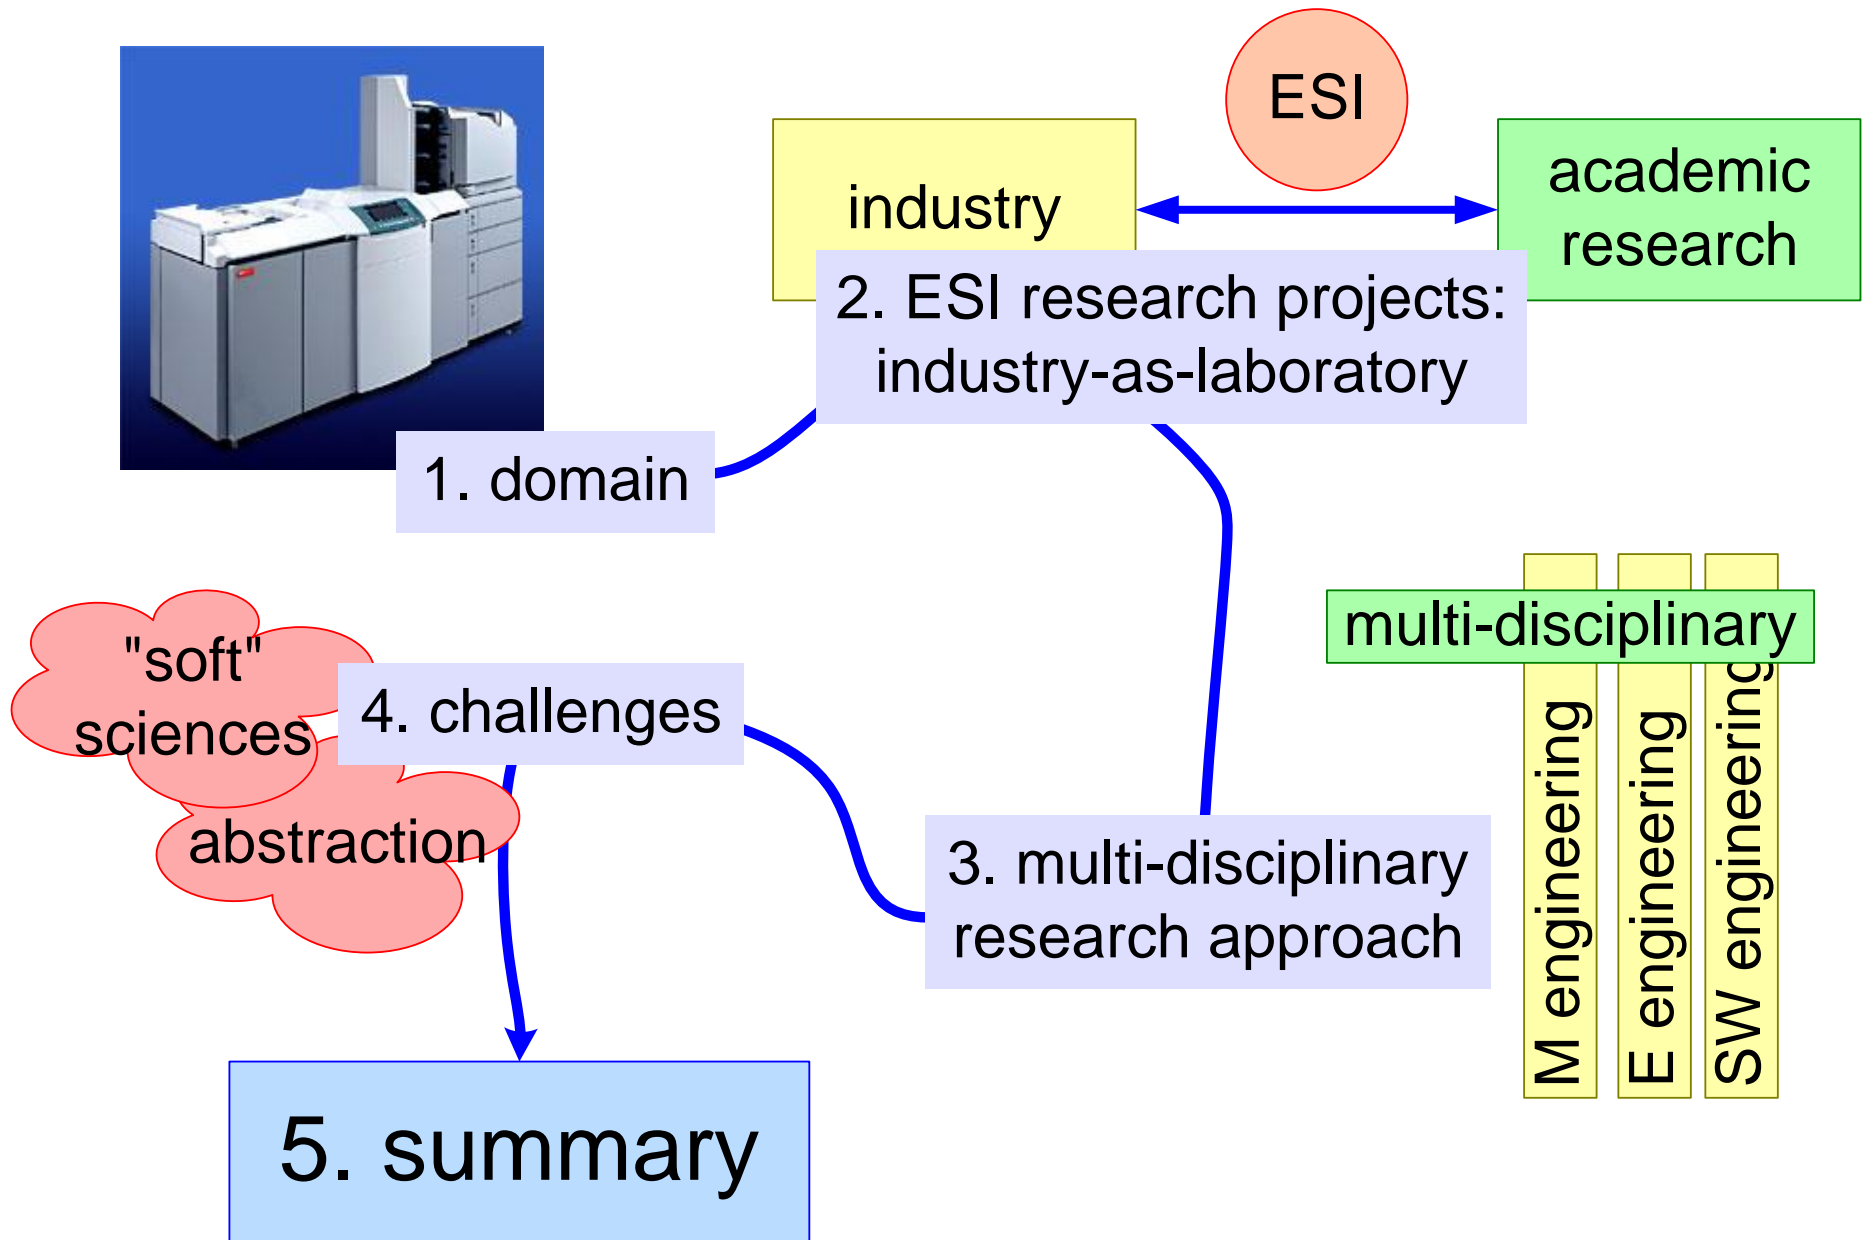 ESI
industry
academic
research
2. ESI research projects:
industry-as-laboratory
1. domain
multi-disciplinary
M engineering
E engineering
SW engineering
"soft"
sciences
4. challenges
abstraction
3. multi-disciplinary
research approach
5. summary